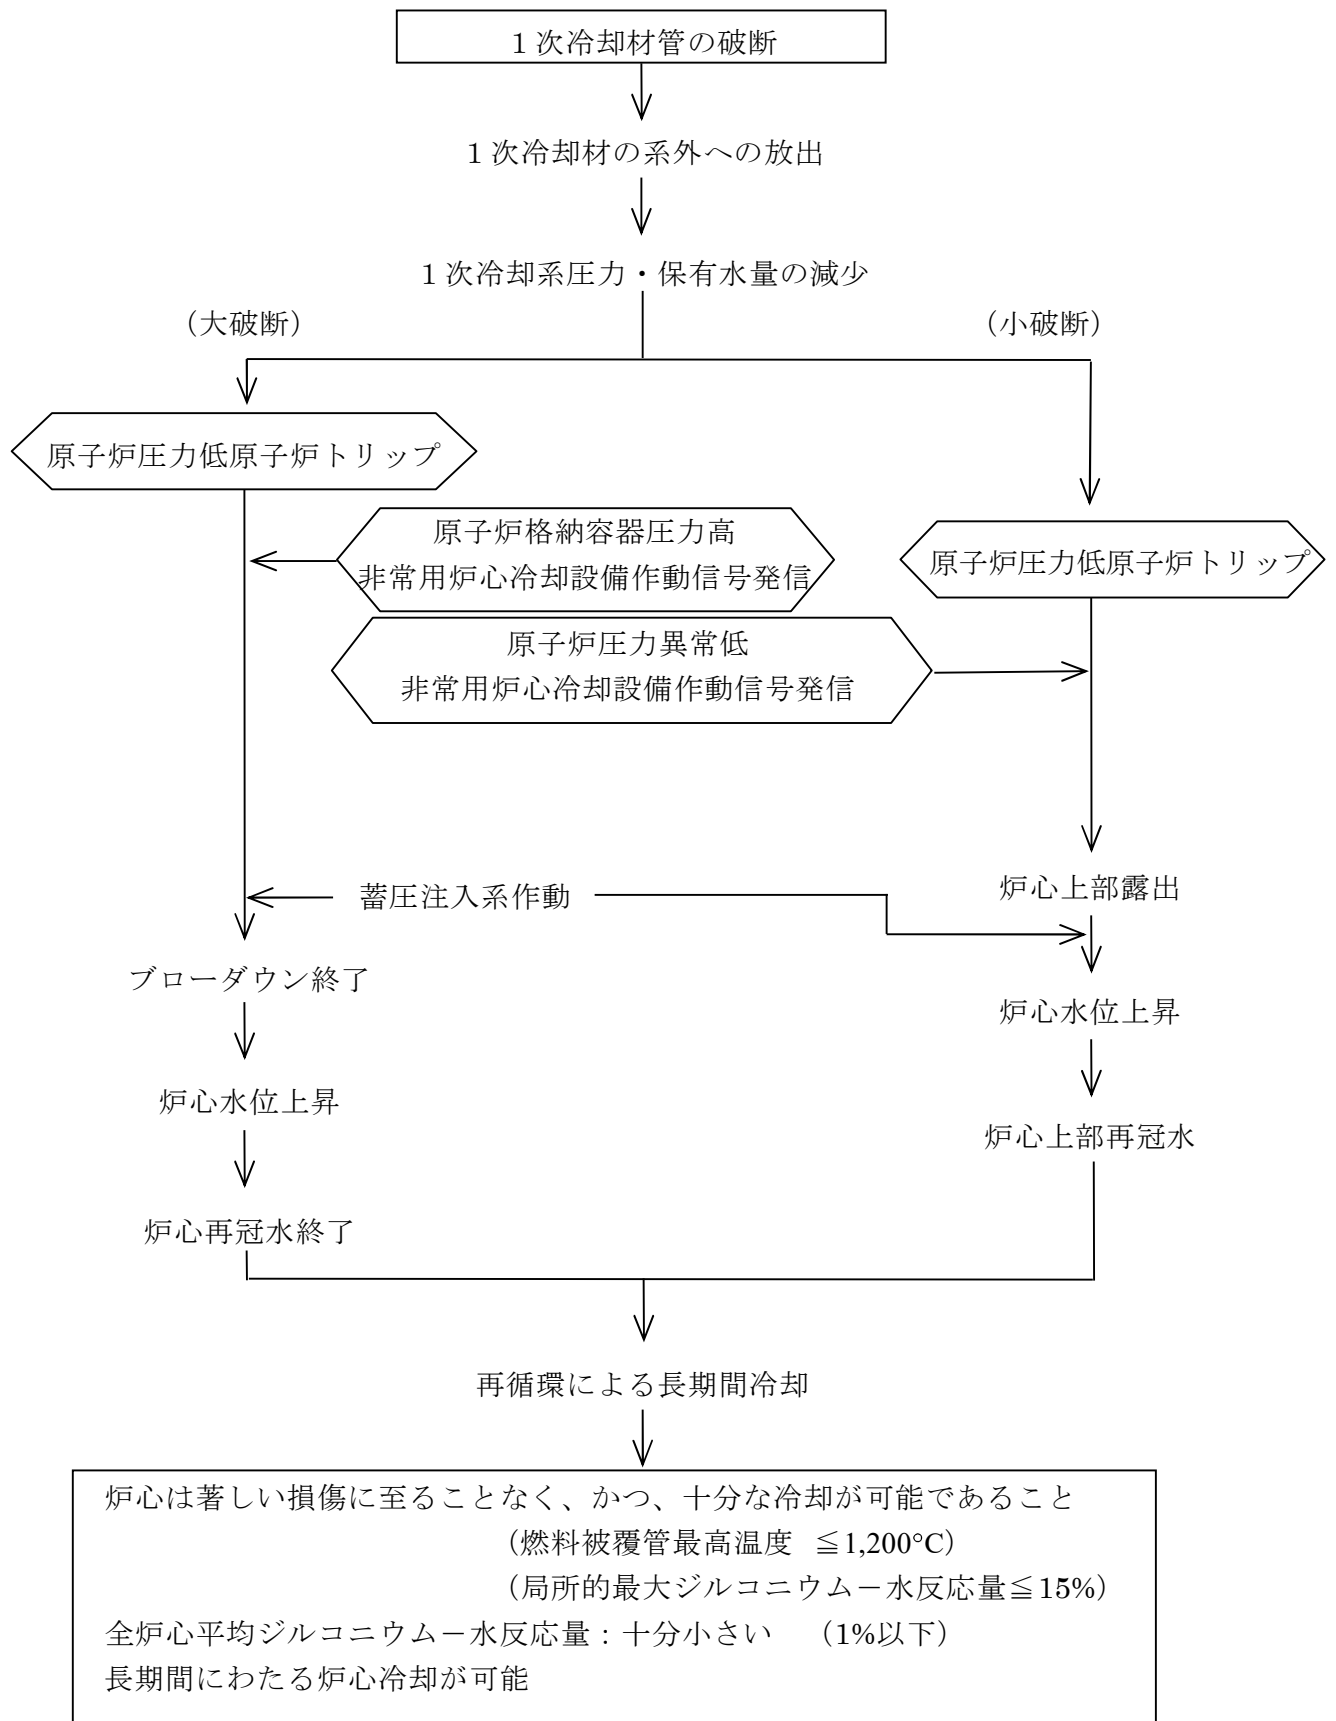 １次冷却材管の破断
１次冷却材の系外への放出
１次冷却系圧力・保有水量の減少
（大破断）
（小破断）
原子炉圧力低原子炉トリップ
原子炉格納容器圧力高
非常用炉心冷却設備作動信号発信
原子炉圧力低原子炉トリップ
原子炉圧力異常低
非常用炉心冷却設備作動信号発信
蓄圧注入系作動
炉心上部露出
ブローダウン終了
炉心水位上昇
炉心水位上昇
炉心上部再冠水
炉心再冠水終了
再循環による長期間冷却
炉心は著しい損傷に至ることなく、かつ、十分な冷却が可能であること
（燃料被覆管最高温度 ≦1,200°C）
（局所的最大ジルコニウム－水反応量≦15%）
全炉心平均ジルコニウム－水反応量：十分小さい （1%以下）
長期間にわたる炉心冷却が可能